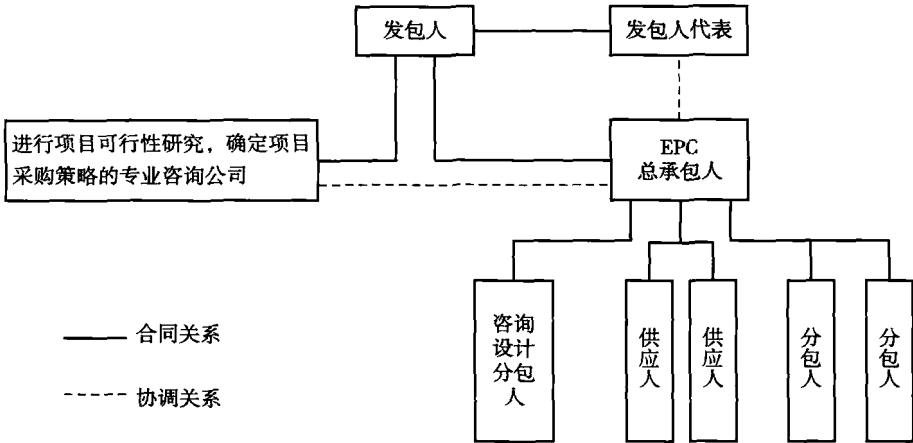 发包人
发包人代表
进行项目可行性研究，确定项目
采购策略的专业咨询公司
EPC
总承包人
咨询
设计
分包
人
供应人
供应人
分包人
分包人
合同关系
协调关系